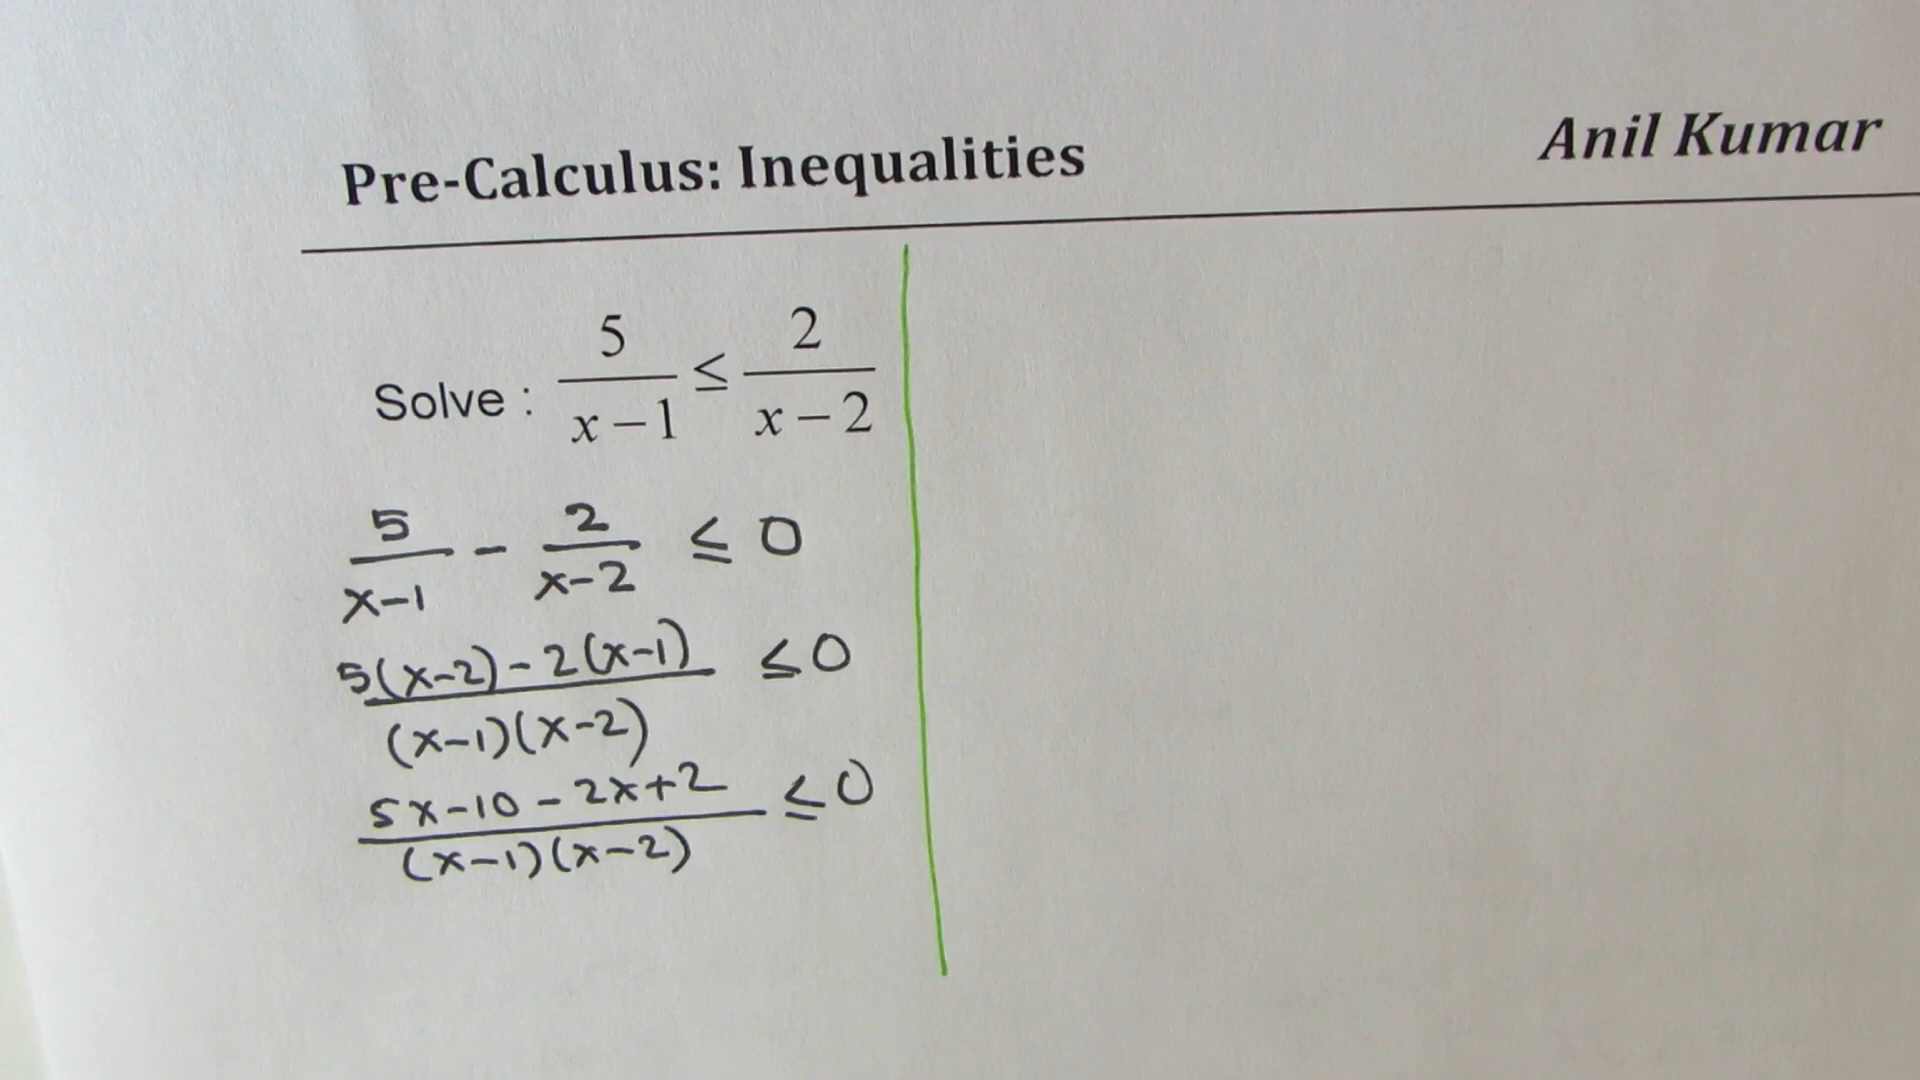 Pre-Calculus: Inequalities
Anil Kumar
Solve : 5/(x − 1) ≤ 2/(x − 2)
5/(x-1) - 2/(x-2) ≤ 0
(5(x-2)-2(x-1))/((x-1)(x-2)) ≤0
(5x-10-2x+2)/((x-1)(x-2)) ≤0